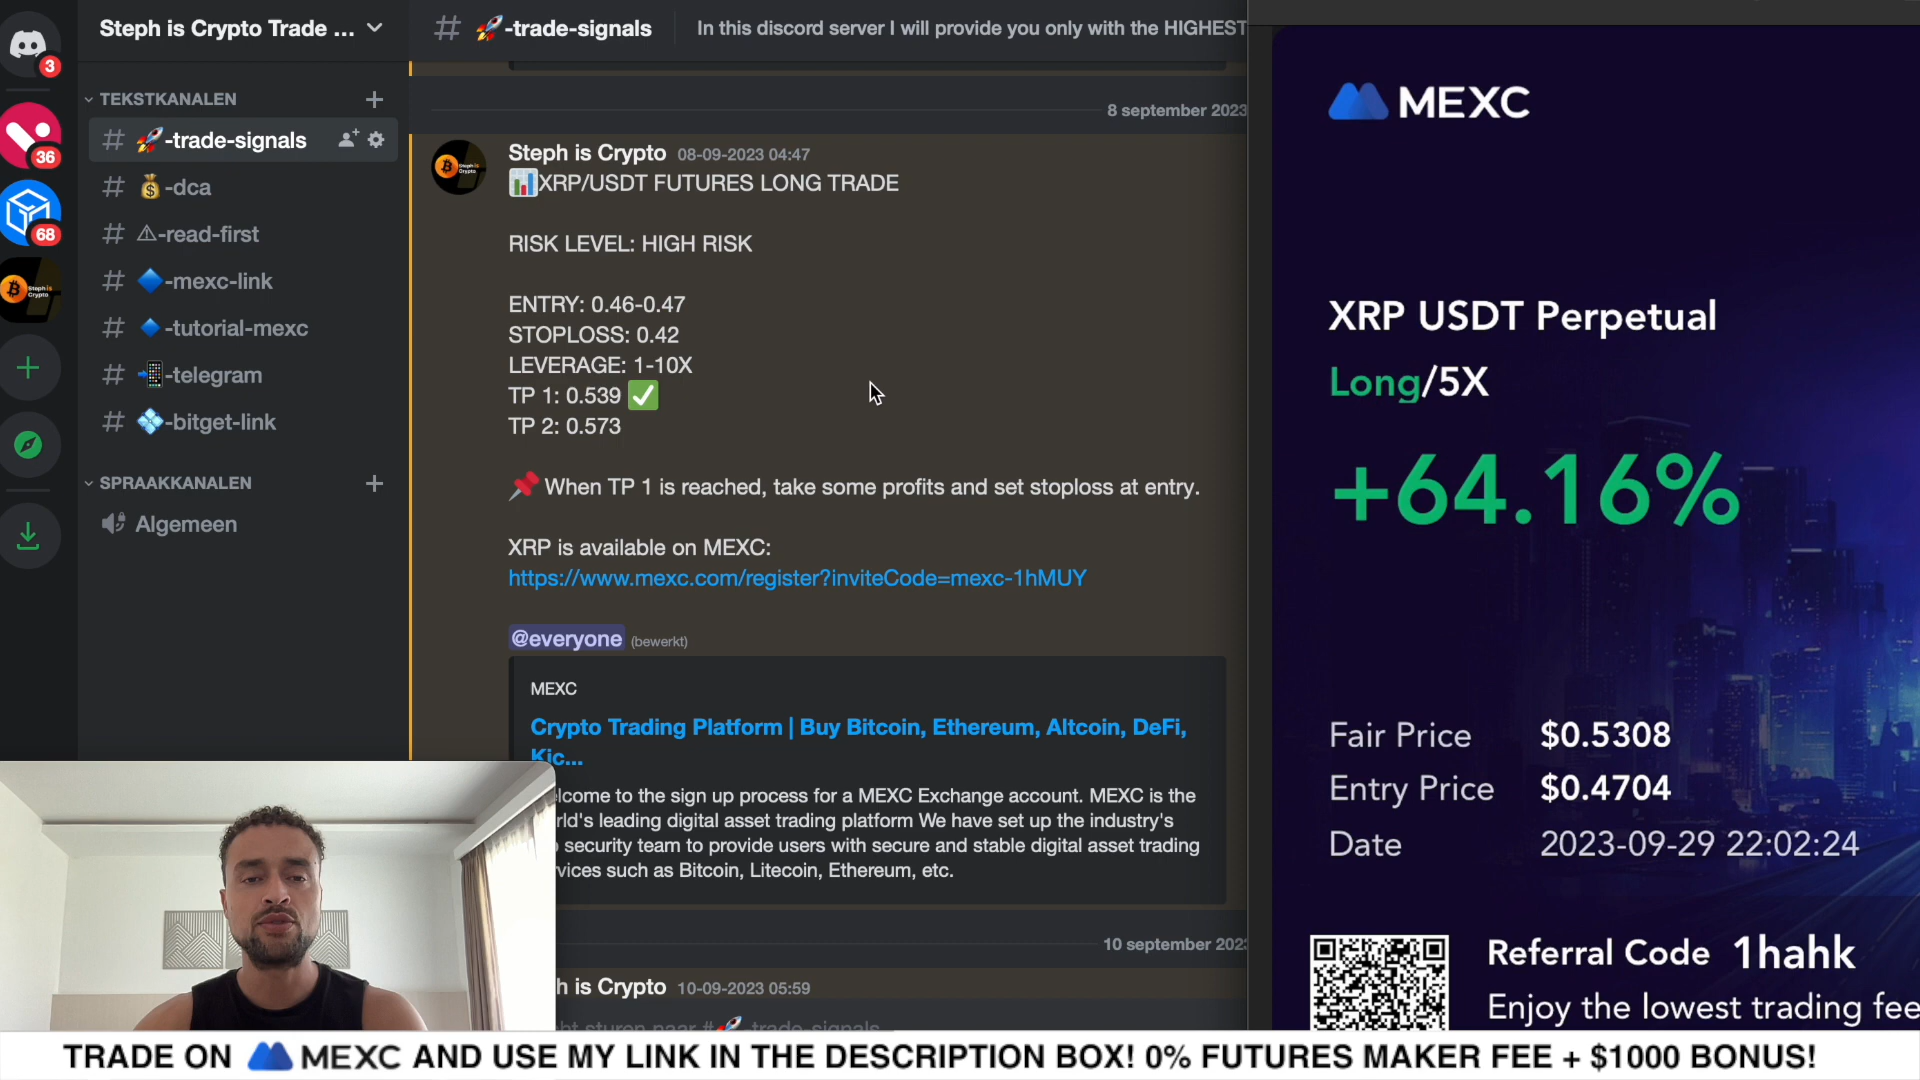 3
36
68
Steph is Crypto
Steph is Crypto Trade ...
TEKSTKANALEN
# 🚀-trade-signals
# 💰-dca
# ⚠-read-first
# 🔷-mexc-link
# 🔹-tutorial-mexc
# 📲-telegram
# 💠-bitget-link
SPRAAKKANALEN
Algemeen
# 🚀-trade-signals
In this discord server I will provide you only with the HIGHEST
8 september 2023
Steph is Crypto 08-09-2023 04:47
📊XRP/USDT FUTURES LONG TRADE
RISK LEVEL: HIGH RISK
ENTRY: 0.46-0.47
STOPLOSS: 0.42
LEVERAGE: 1-10X
TP 1: 0.539 ✅
TP 2: 0.573
📌 When TP 1 is reached, take some profits and set stoploss at entry.
XRP is available on MEXC:
https://www.mexc.com/register?inviteCode=mexc-1hMUY
@everyone (bewerkt)
MEXC
Crypto Trading Platform | Buy Bitcoin, Ethereum, Altcoin, DeFi,
Kic...
to the sign up process for a MEXC Exchange account. MEXC is the
leading digital asset trading platform We have set up the industry's
security team to provide users with secure and stable digital asset trading
such as Bitcoin, Litecoin, Ethereum, etc.
10 september
is Crypto 10-09-2023 05:59
sturen naar #🚀-trade-signals
MEXC
XRP USDT Perpetual
Long/5X
+64.16%
Fair Price $0.5308
Entry Price $0.4704
Date 2023-09-29 22:02:24
Referral Code 1hahk
Enjoy the lowest trading fee
TRADE ON MEXC AND USE MY LINK IN THE DESCRIPTION BOX! 0% FUTURES MAKER FEE + $1000 BONUS!